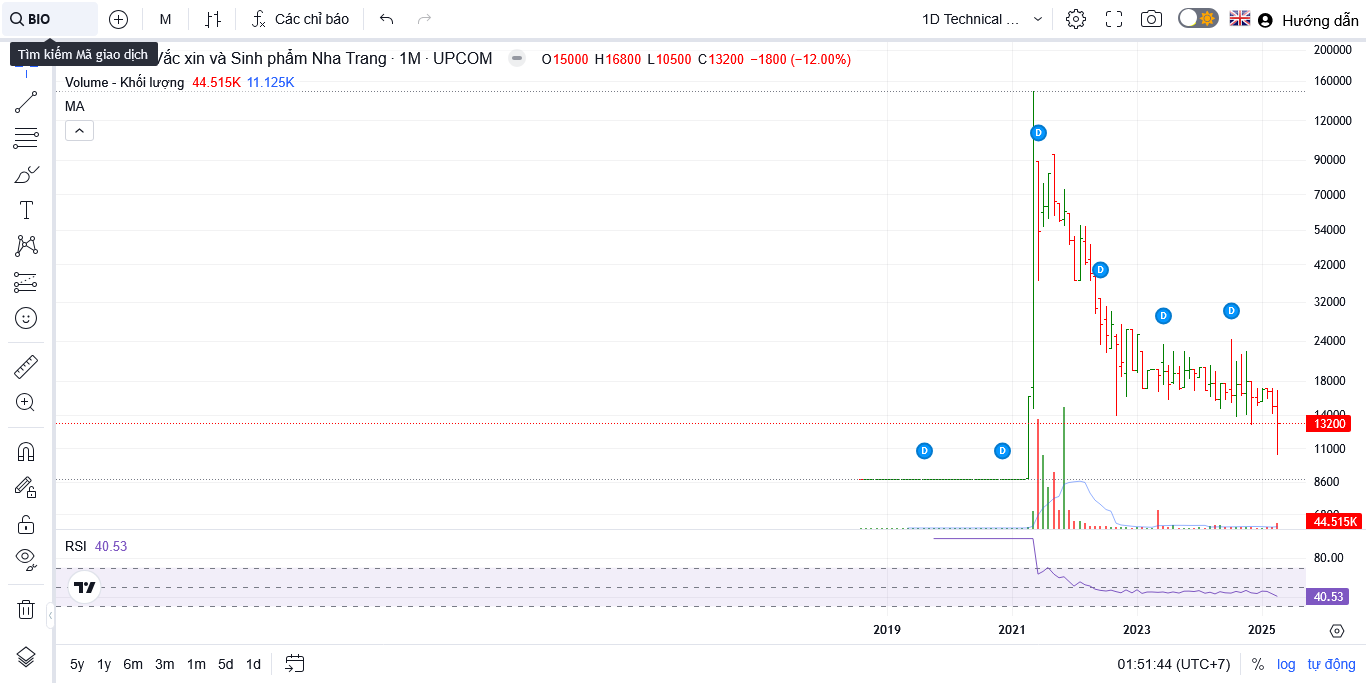 BIO
M
Các chỉ báo
1D Technical ...
Hướng dẫn
Tìm kiếm Mã giao dịch
Vắc xin và Sinh phẩm Nha Trang · 1M · UPCOM
O15000 H16800 L10500 C13200 −1800 (−12.00%)
Volume - Khối lượng 44.515K 11.125K
MA
200000
160000
120000
90000
70000
54000
42000
32000
24000
18000
14000
13200
11000
8600
6800
44.515K
D
D
D
D
D
D
RSI 40.53
80.00
40.53
2019
2021
2023
2025
5y 1y 6m 3m 1m 5d 1d
01:51:44 (UTC+7)
% log tự động